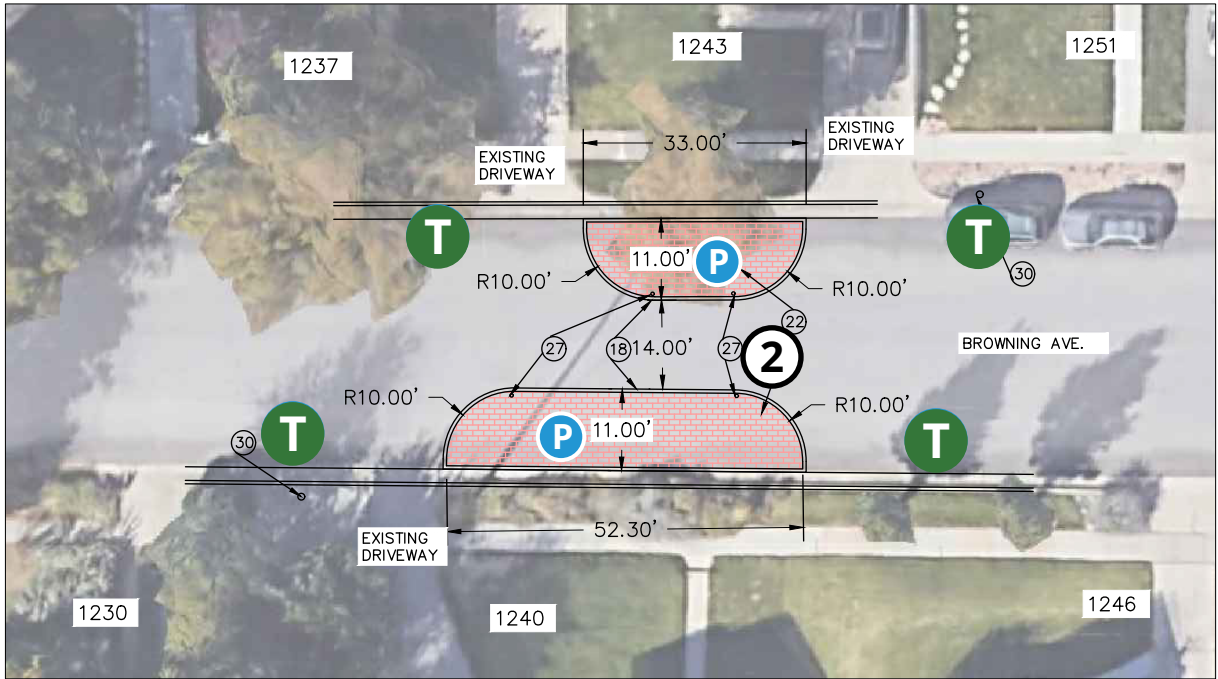 1243
1251
1237
EXISTING
DRIVEWAY
33.00'
EXISTING
DRIVEWAY
T
T
11.00'
P
30
R10.00'
R10.00'
22
27
18
14.00'
27
2
BROWNING AVE.
R10.00'
R10.00'
T
P
11.00'
T
30
52.30'
EXISTING
DRIVEWAY
1230
1240
1246